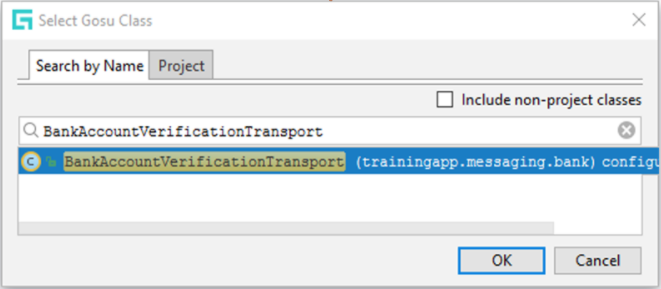 Select Gosu Class
Search by Name Project
Include non-project classes
BankAccountVerificationTransport
BankAccountVerificationTransport (trainingapp.messaging.bank) configu
OK Cancel